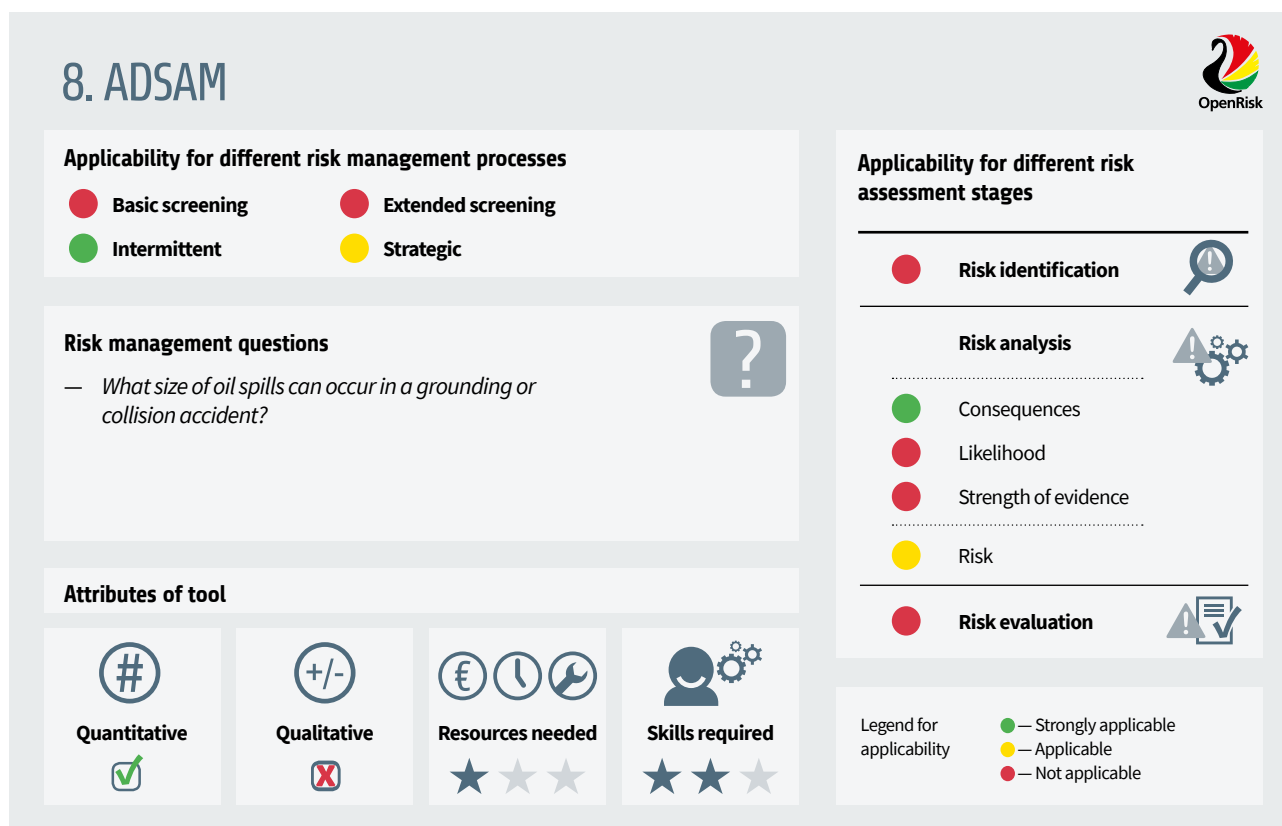 8. ADSAM
OpenRisk
Applicability for different risk management processes
Basic screening
Extended screening
Intermittent
Strategic
Risk management questions
?
— What size of oil spills can occur in a grounding or
collision accident?
Attributes of tool
#
Quantitative
+/-
Qualitative
X
€
Resources needed
Skills required
Applicability for different risk
assessment stages
!
Risk identification
Risk analysis
!
Consequences
Likelihood
Strength of evidence
Risk
Risk evaluation
!
Legend for
applicability
— Strongly applicable
— Applicable
— Not applicable